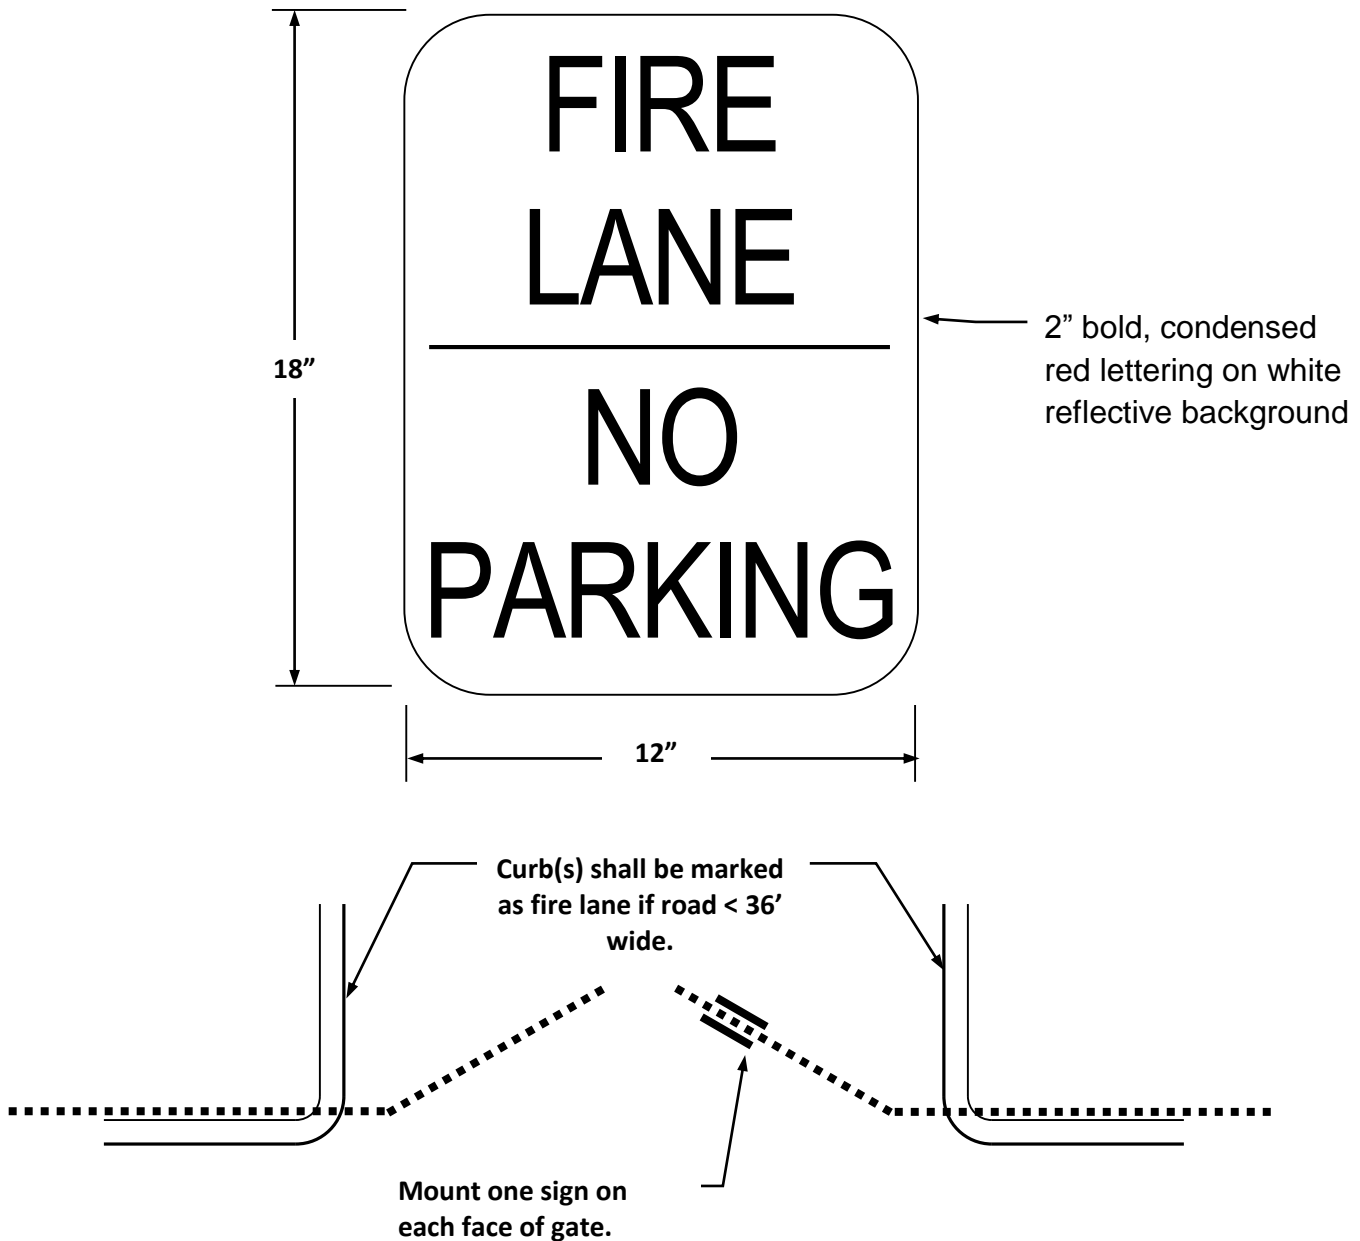 FIRE
LANE
NO
PARKING
18”
2” bold, condensed
red lettering on white
reflective background
12”
Curb(s) shall be marked
as fire lane if road < 36’
wide.
Mount one sign on
each face of gate.